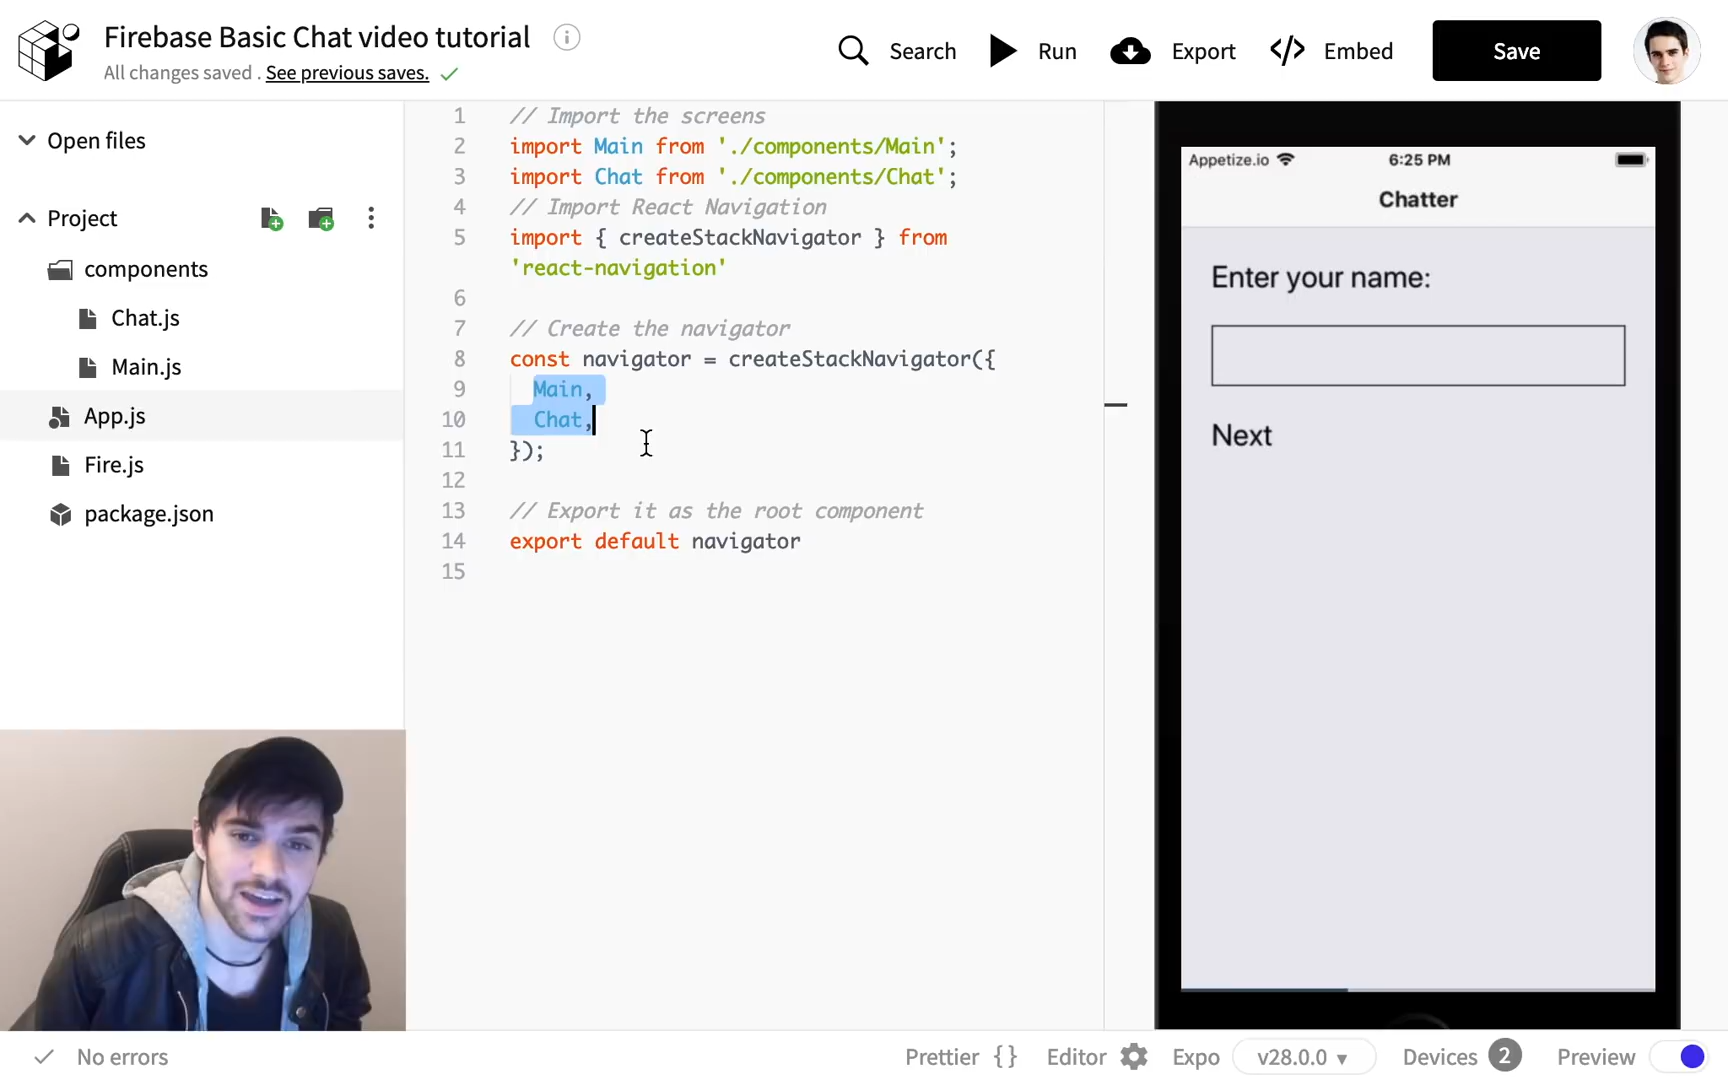 Firebase Basic Chat video tutorial
All changes saved . See previous saves.
Search
Run
Export
Embed
Save
Open files
Project
components
Chat.js
Main.js
App.js
Fire.js
package.json
1 // Import the screens
2 import Main from './components/Main';
3 import Chat from './components/Chat';
4 // Import React Navigation
5 import { createStackNavigator } from
'react-navigation'
6
7 // Create the navigator
8 const navigator = createStackNavigator({
9 Main,
10 Chat,
11 });
12
13 // Export it as the root component
14 export default navigator
15
Appetize.io
6:25 PM
Chatter
Enter your name:
Next
No errors
Prettier { }
Editor
Expo
v28.0.0
Devices 2
Preview